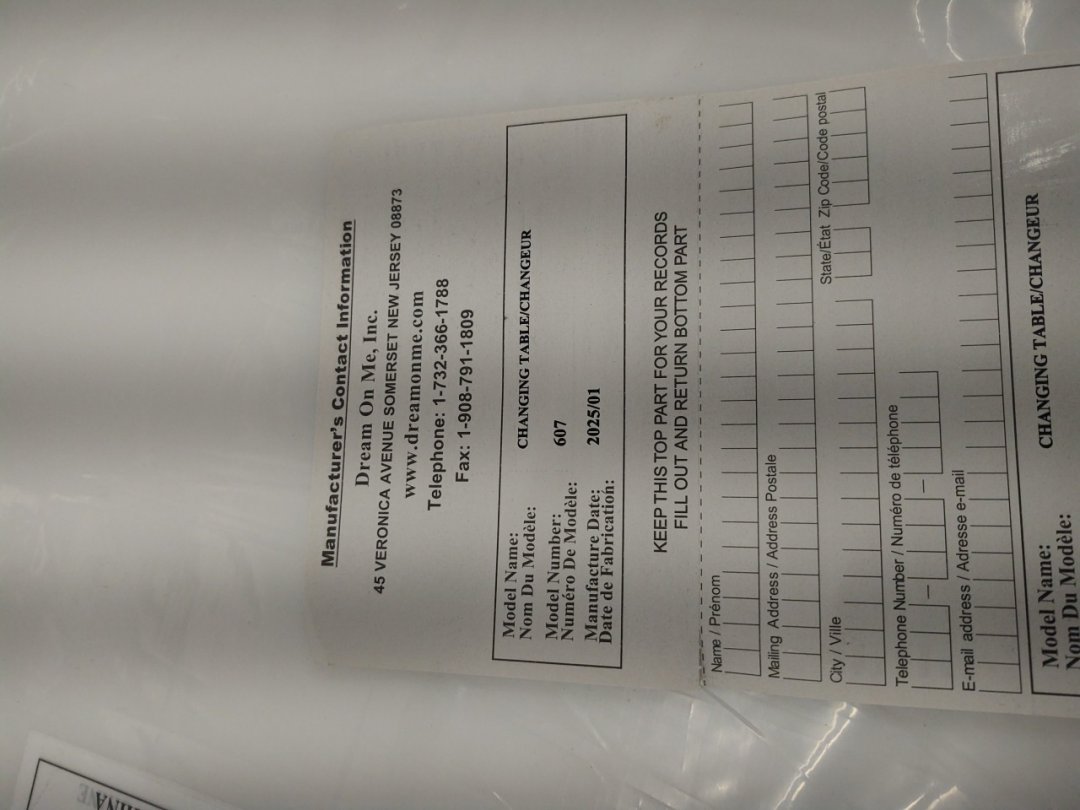 Manufacturer's Contact Information
Dream On Me, Inc.
45 VERONICA AVENUE SOMERSET NEW JERSEY 08873
www.dreamonme.com
Telephone: 1-732-366-1788
Fax: 1-908-791-1809
Model Name: CHANGING TABLE/CHANGEUR
Nom Du Modèle:
Model Number: 607
Numéro De Modèle:
Manufacture Date: 2025/01
Date de Fabrication:
KEEP THIS TOP PART FOR YOUR RECORDS
FILL OUT AND RETURN BOTTOM PART
Name / Prénom
Mailing Address / Address Postale
City / Ville State/État Zip Code/Code postal
Telephone Number / Numéro de téléphone
E-mail address / Adresse e-mail
Model Name: CHANGING TABLE/CHANGEUR
Nom Du Modèle: